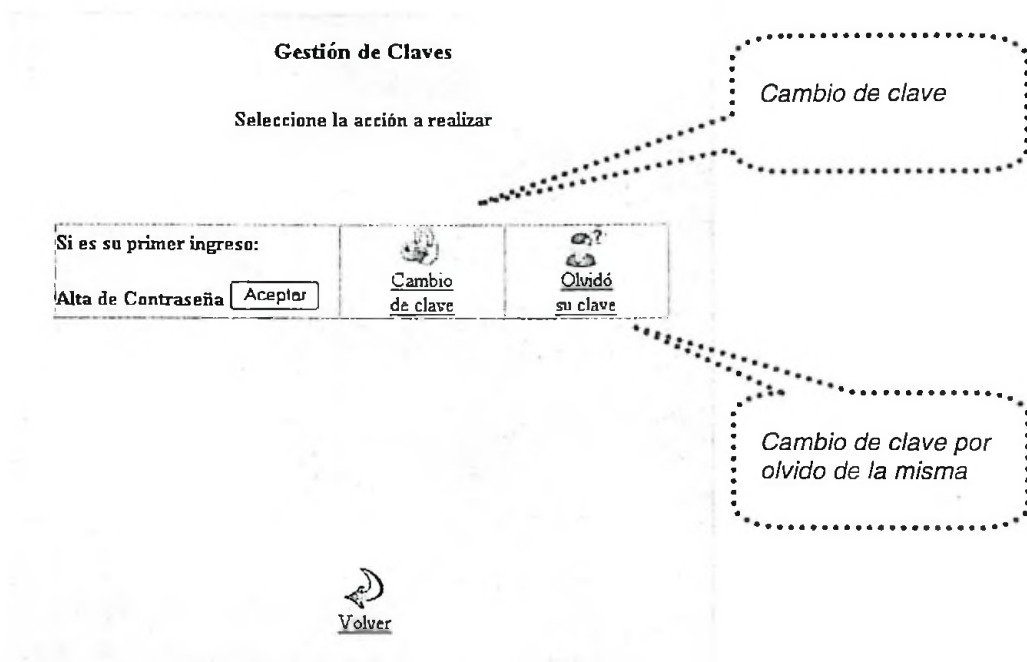 Gestión de Claves
Cambio de clave
Seleccione la acción a realizar
Si es su primer ingreso:
Alta de Contraseña Aceptar
Cambio
de clave
Olvidó
su clave
Cambio de clave por
olvido de la misma
Volver